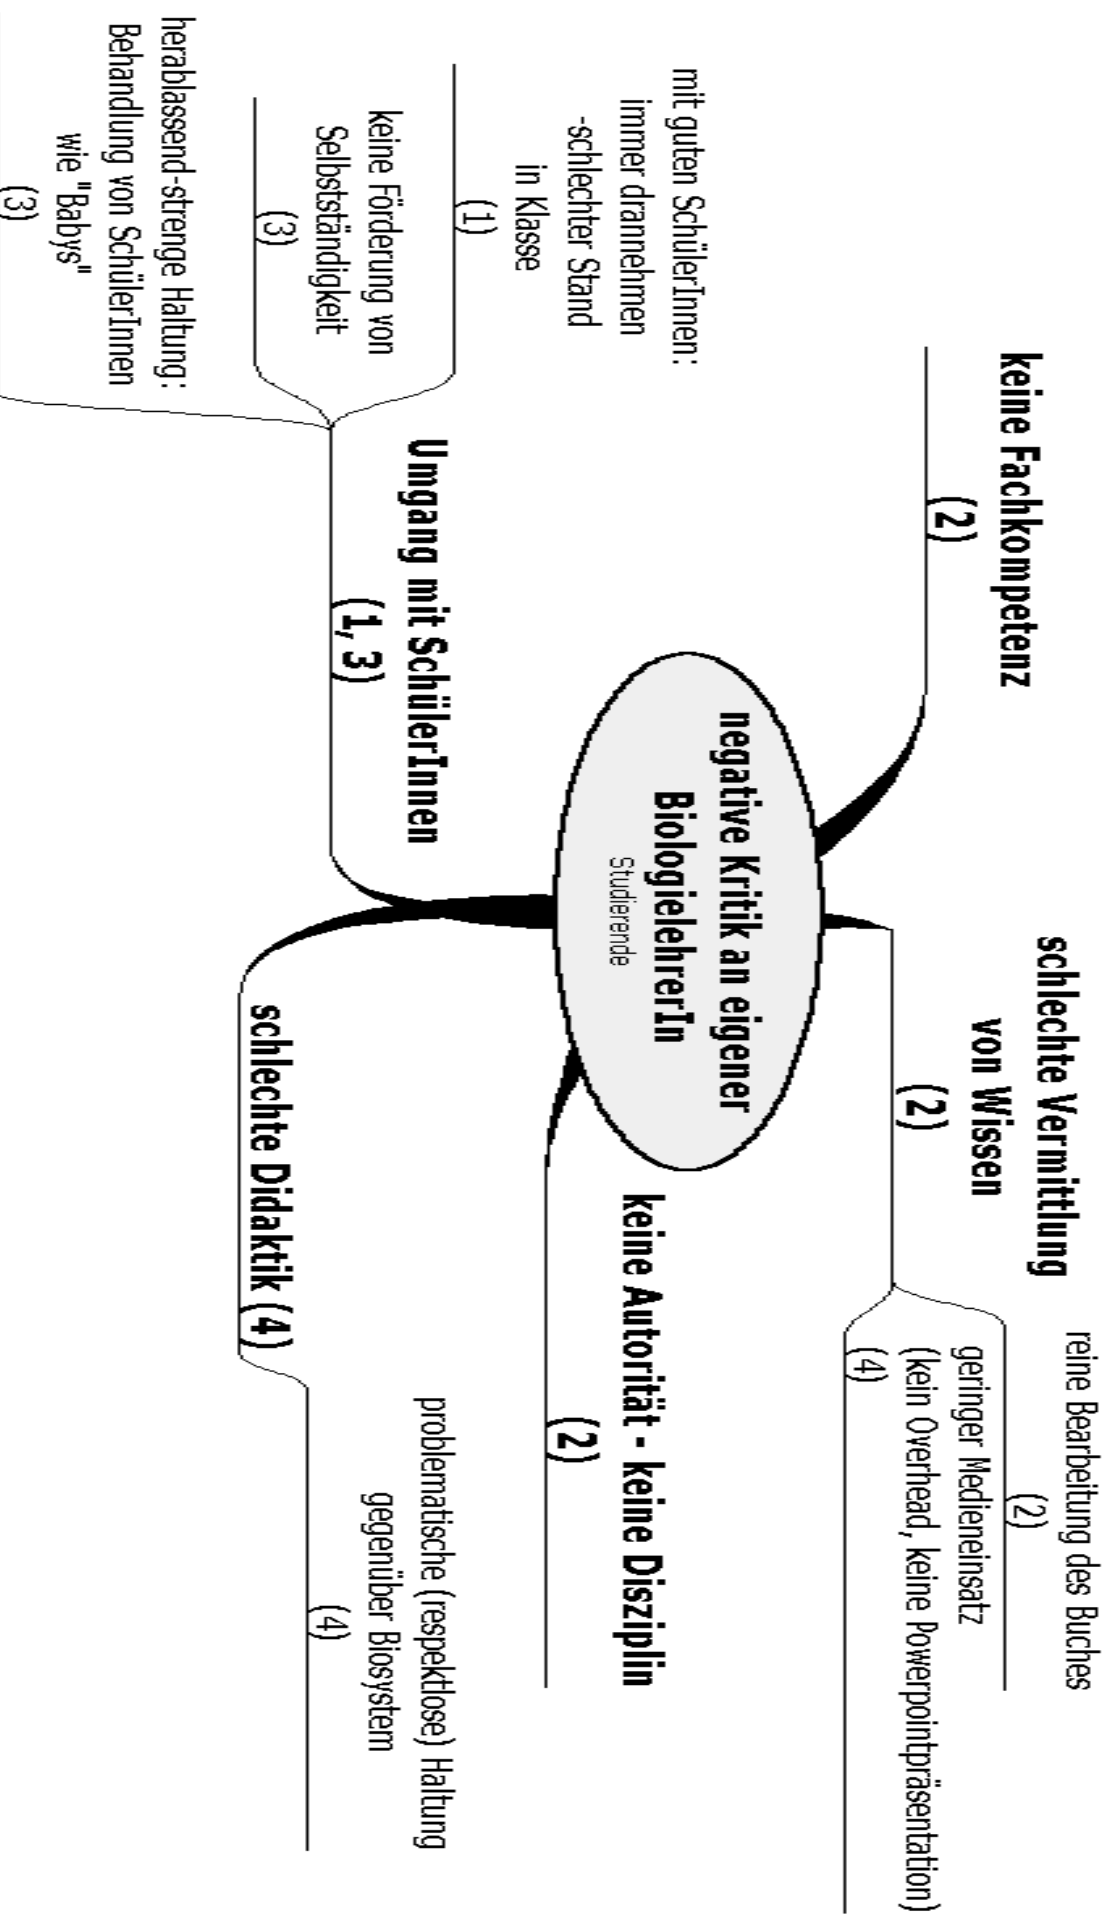 negative Kritik an eigener
BiologielehrerIn
Studierende
keine Fachkompetenz
(2)
schlechte Vermittlung
von Wissen
(2)
reine Bearbeitung des Buches
(2)
geringer Medieneinsatz
(kein Overhead, keine Powerpointpräsentation)
(4)
keine Autorität - keine Disziplin
(2)
mit guten SchülerInnen:
immer drannehmen
-schlechter Stand
in Klasse
(1)
keine Förderung von
Selbstständigkeit
(3)
herablassend-strenge Haltung:
Behandlung von SchülerInnen
wie "Babys"
(3)
Umgang mit SchülerInnen
(1, 3)
schlechte Didaktik (4)
problematische (respektlose) Haltung
gegenüber Biosystem
(4)